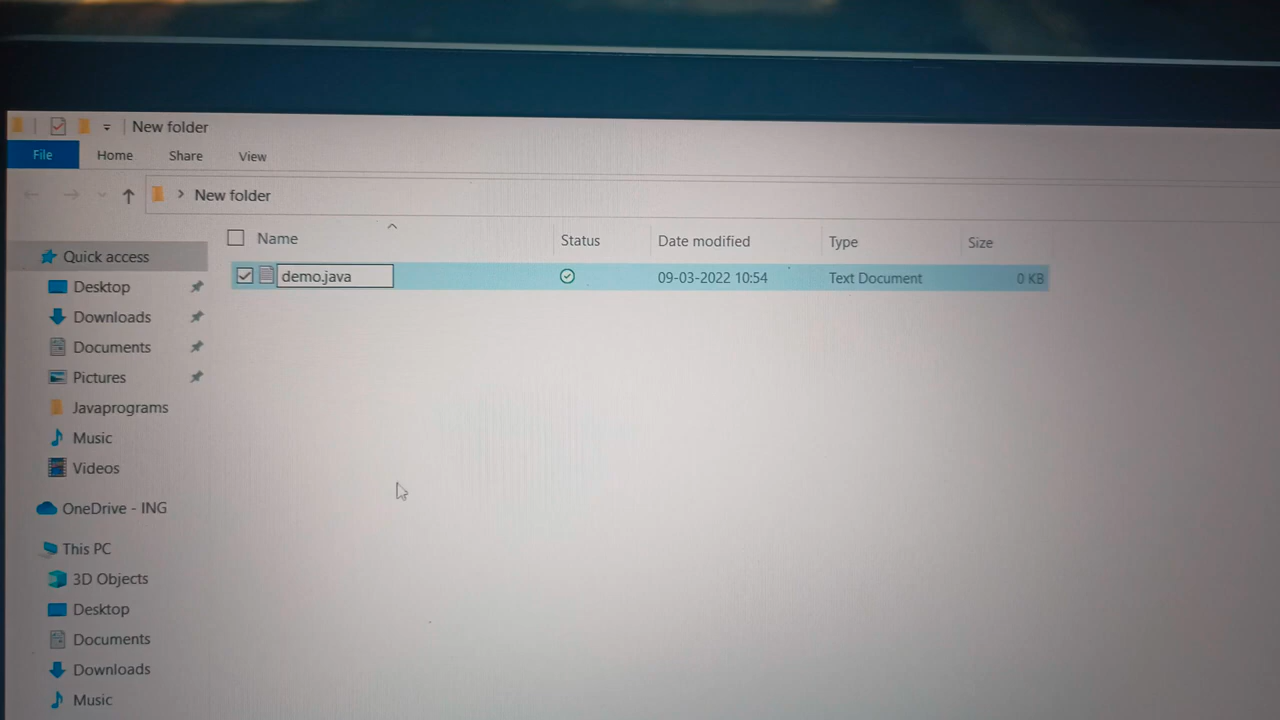 New folder
File Home Share View
New folder
Name Status Date modified Type Size
demo.java 09-03-2022 10:54 Text Document 0 KB
Quick access
Desktop
Downloads
Documents
Pictures
Javaprograms
Music
Videos
OneDrive - ING
This PC
3D Objects
Desktop
Documents
Downloads
Music